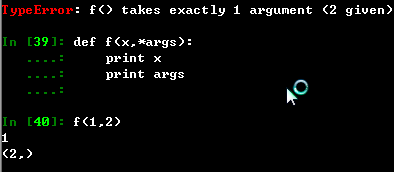 TypeError: f() takes exactly 1 argument (2 given)
In [39]: def f(x,*args):
....: print x
....: print args
....:
In [40]: f(1,2)
1
(2,)